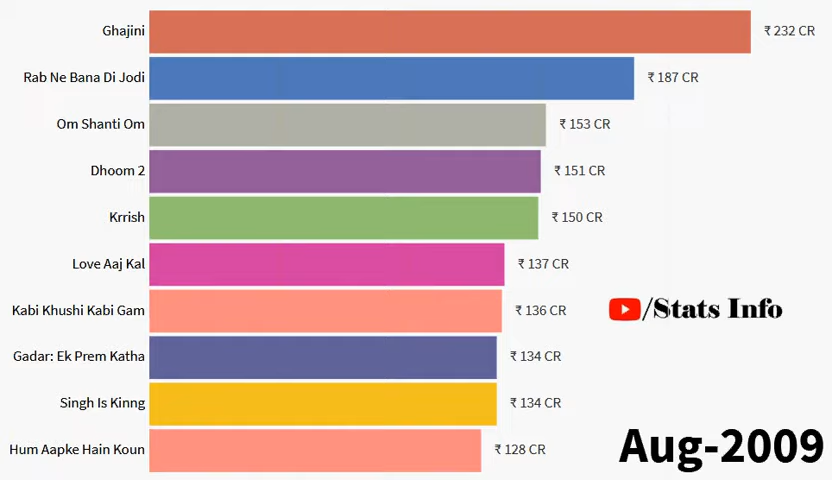 Ghajini ₹ 232 CR
Rab Ne Bana Di Jodi ₹ 187 CR
Om Shanti Om ₹ 153 CR
Dhoom 2 ₹ 151 CR
Krrish ₹ 150 CR
Love Aaj Kal ₹ 137 CR
Kabi Khushi Kabi Gam ₹ 136 CR
/Stats Info
Gadar: Ek Prem Katha ₹ 134 CR
Singh Is Kinng ₹ 134 CR
Hum Aapke Hain Koun ₹ 128 CR
Aug-2009